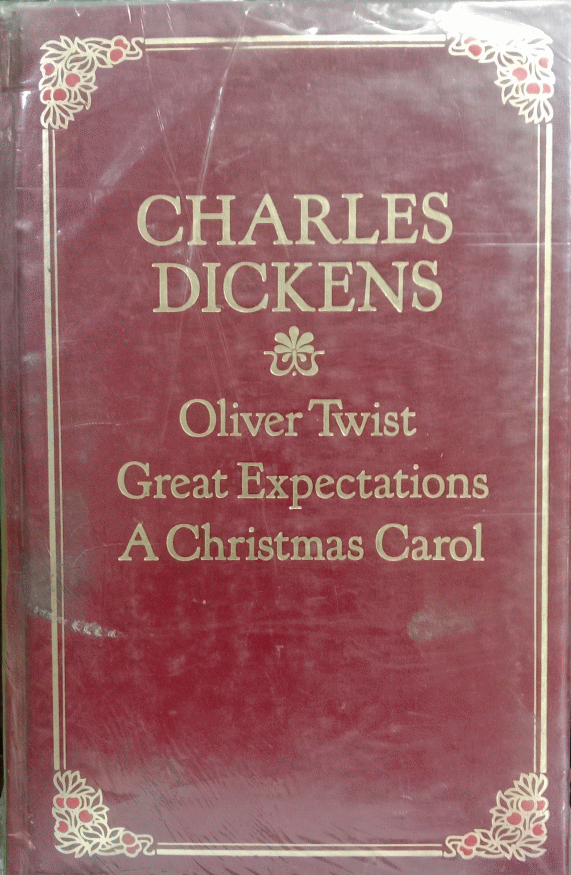 CHARLES
DICKENS
Oliver Twist
Great Expectations
A Christmas Carol